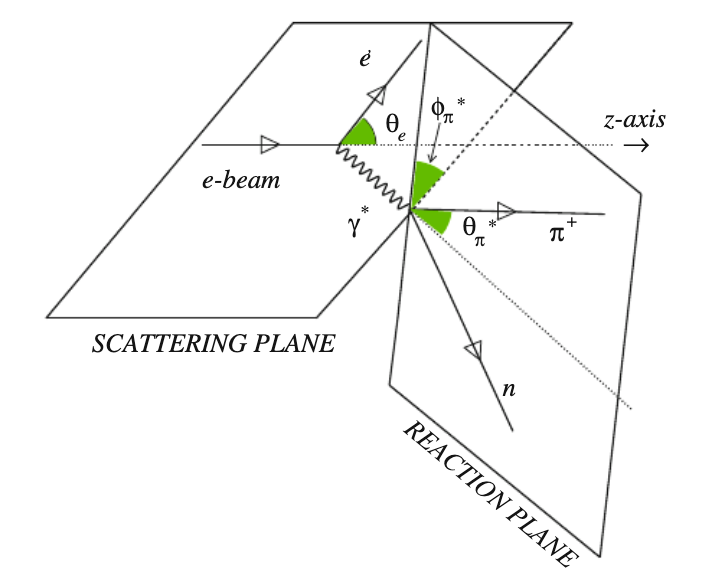 é
ϕπ*
θe
z-axis
e-beam
γ*
θπ*
π+
SCATTERING PLANE
n
REACTION PLANE